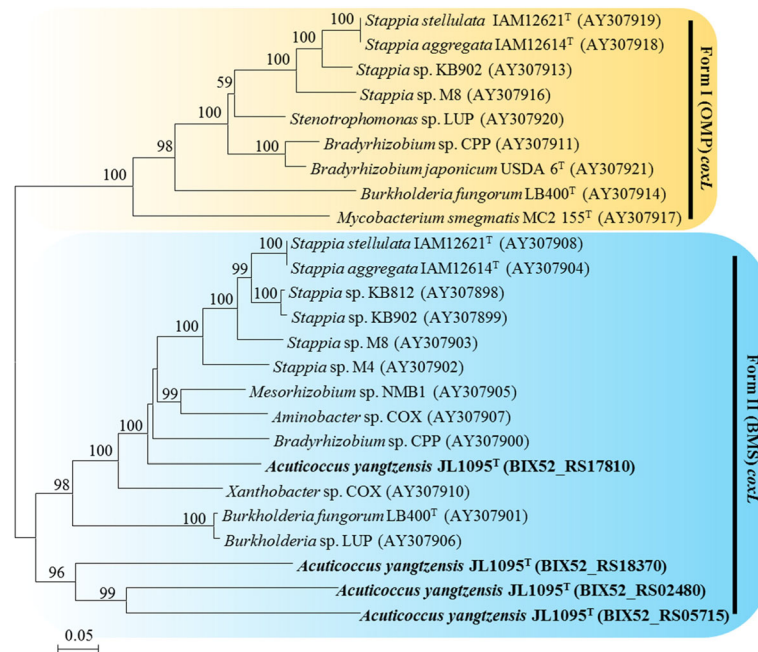 100
Stappia stellulata IAM12621ᵀ (AY307919)
100
Stappia aggregata IAM12614ᵀ (AY307918)
100
Stappia sp. KB902 (AY307913)
59
Stappia sp. M8 (AY307916)
100
Stenotrophomonas sp. LUP (AY307920)
98
Bradyrhizobium sp. CPP (AY307911)
100
Bradyrhizobium japonicum USDA 6ᵀ (AY307921)
100
Burkholderia fungorum LB400ᵀ (AY307914)
Mycobacterium smegmatis MC2 155ᵀ (AY307917)
Form I (OMP) coxL
100
Stappia stellulata IAM12621ᵀ (AY307908)
99
Stappia aggregata IAM12614ᵀ (AY307904)
100
Stappia sp. KB812 (AY307898)
100
Stappia sp. KB902 (AY307899)
100
Stappia sp. M8 (AY307903)
Stappia sp. M4 (AY307902)
99
Mesorhizobium sp. NMB1 (AY307905)
Aminobacter sp. COX (AY307907)
100
Bradyrhizobium sp. CPP (AY307900)
100
Acuticoccus yangtzensis JL1095ᵀ (BIX52_RS17810)
98
Xanthobacter sp. COX (AY307910)
100
Burkholderia fungorum LB400ᵀ (AY307901)
Burkholderia sp. LUP (AY307906)
96
Acuticoccus yangtzensis JL1095ᵀ (BIX52_RS18370)
99
Acuticoccus yangtzensis JL1095ᵀ (BIX52_RS02480)
Acuticoccus yangtzensis JL1095ᵀ (BIX52_RS05715)
Form II (BMS) coxL
0.05